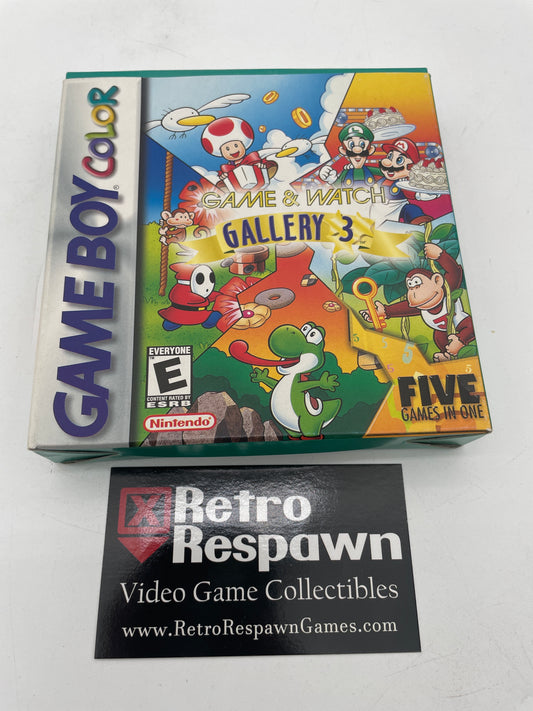 GAME BOY COLOR
GAME & WATCH
GALLERY 3
EVERYONE
E
CONTENT RATED BY
ESRB
Nintendo
FIVE
GAMES IN ONE
Retro
Respawn
Video Game Collectibles
www.RetroRespawnGames.com